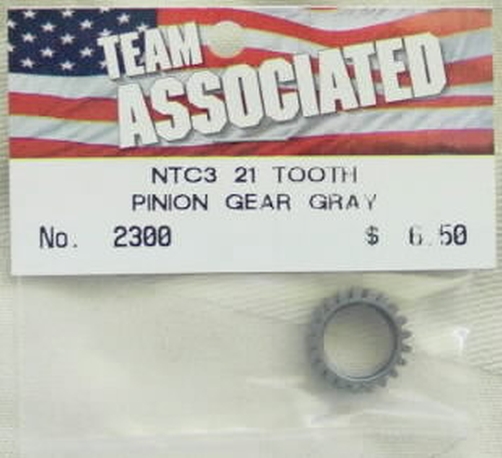 TEAM
ASSOCIATED
NTC3 21 TOOTH
PINION GEAR GRAY
No. 2300 $ 6.50